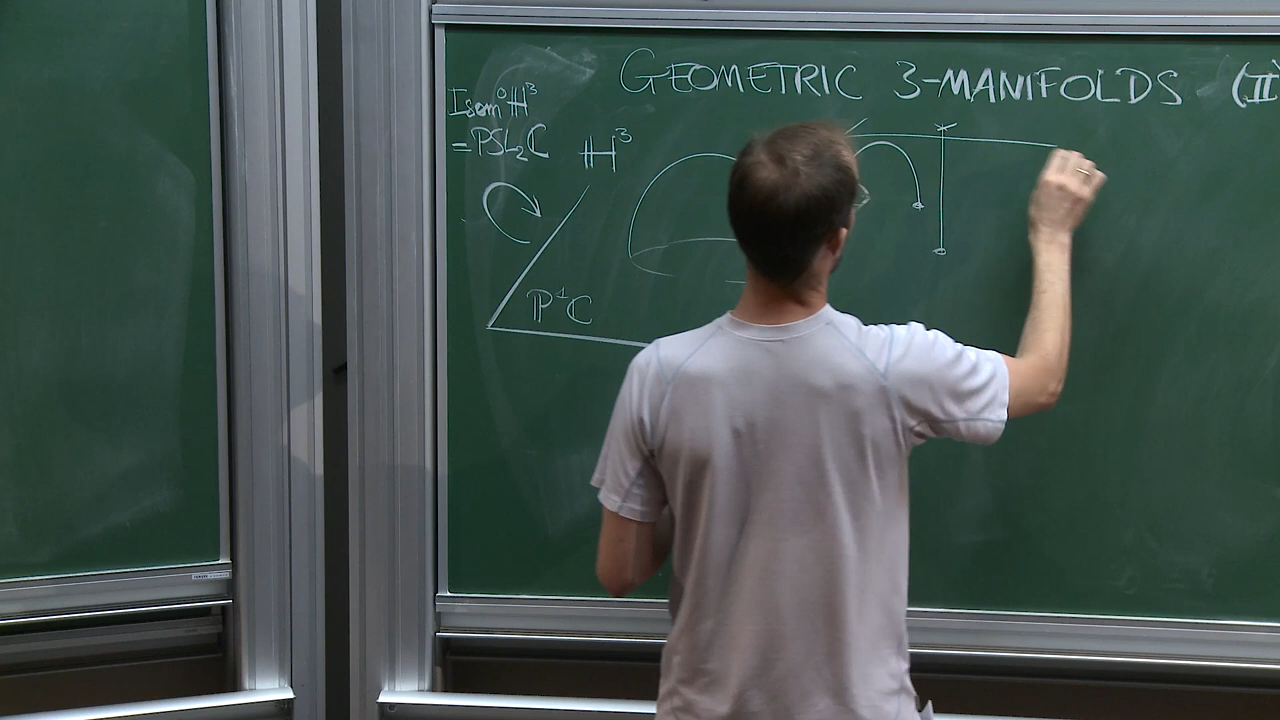 GEOMETRIC 3-MANIFOLDS (II)
Isom° ℍ³
= PSL₂ℂ
ℍ³
ℙ¹ℂ